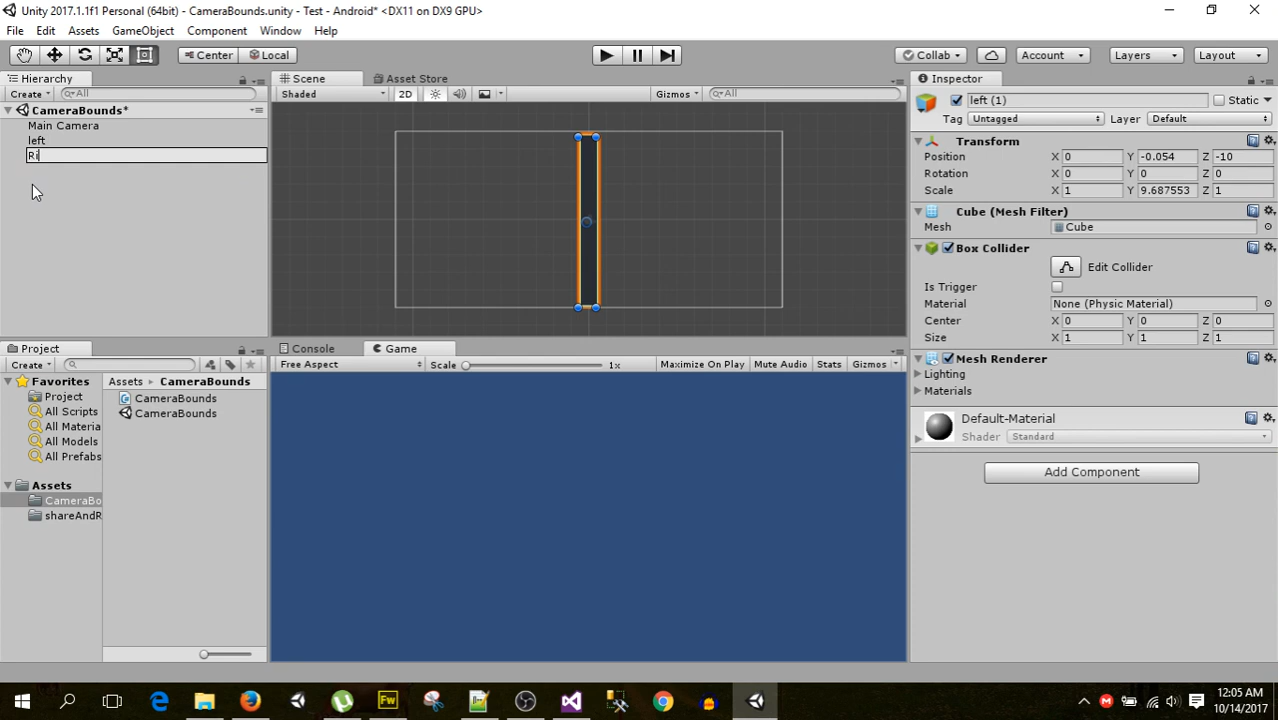 Unity 2017.1.1f1 Personal (64bit) - CameraBounds.unity - Test - Android* <DX11 on DX9 GPU>
File Edit Assets GameObject Component Window Help
Center Local Collab Account Layers Layout
Hierarchy
Create All
CameraBounds*
Main Camera
left
Ri
Scene Asset Store
Shaded 2D Gizmos All
Inspector
left (1) Static
Tag Untagged Layer Default
Transform
Position X 0 Y -0.054 Z -10
Rotation X 0 Y 0 Z 0
Scale X 1 Y 9.687553 Z 1
Cube (Mesh Filter)
Mesh Cube
Box Collider
Edit Collider
Is Trigger
Material None (Physic Material)
Center X 0 Y 0 Z 0
Size X 1 Y 1 Z 1
Mesh Renderer
Lighting
Materials
Default-Material
Shader Standard
Add Component
Project
Create
Favorites
Project
All Scripts
All Materia
All Models
All Prefabs
Assets
CameraBo
shareAndR
Assets CameraBounds
CameraBounds
CameraBounds
Console Game
Free Aspect Scale 1x Maximize On Play Mute Audio Stats Gizmos
Fw
12:05 AM
10/14/2017